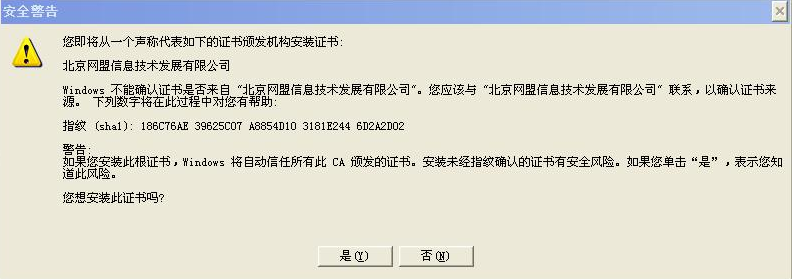 安全警告
您即将从一个声称代表如下的证书颁发机构安装证书:
北京网盟信息技术发展有限公司
Windows 不能确认证书是否来自 "北京网盟信息技术发展有限公司"。您应该与 "北京网盟信息技术发展有限公司" 联系，以确认证书来
源。 下列数字将在此过程中对您有帮助:
指纹 (sha1): 186C76AE 39625C07 A8854D10 3181E244 6D2A2D02
警告:
如果您安装此根证书，Windows 将自动信任所有此 CA 颁发的证书。安装未经指纹确认的证书有安全风险。如果您单击“是”，表示您知
道此风险。
您想安装此证书吗?
是(Y)
否(N)